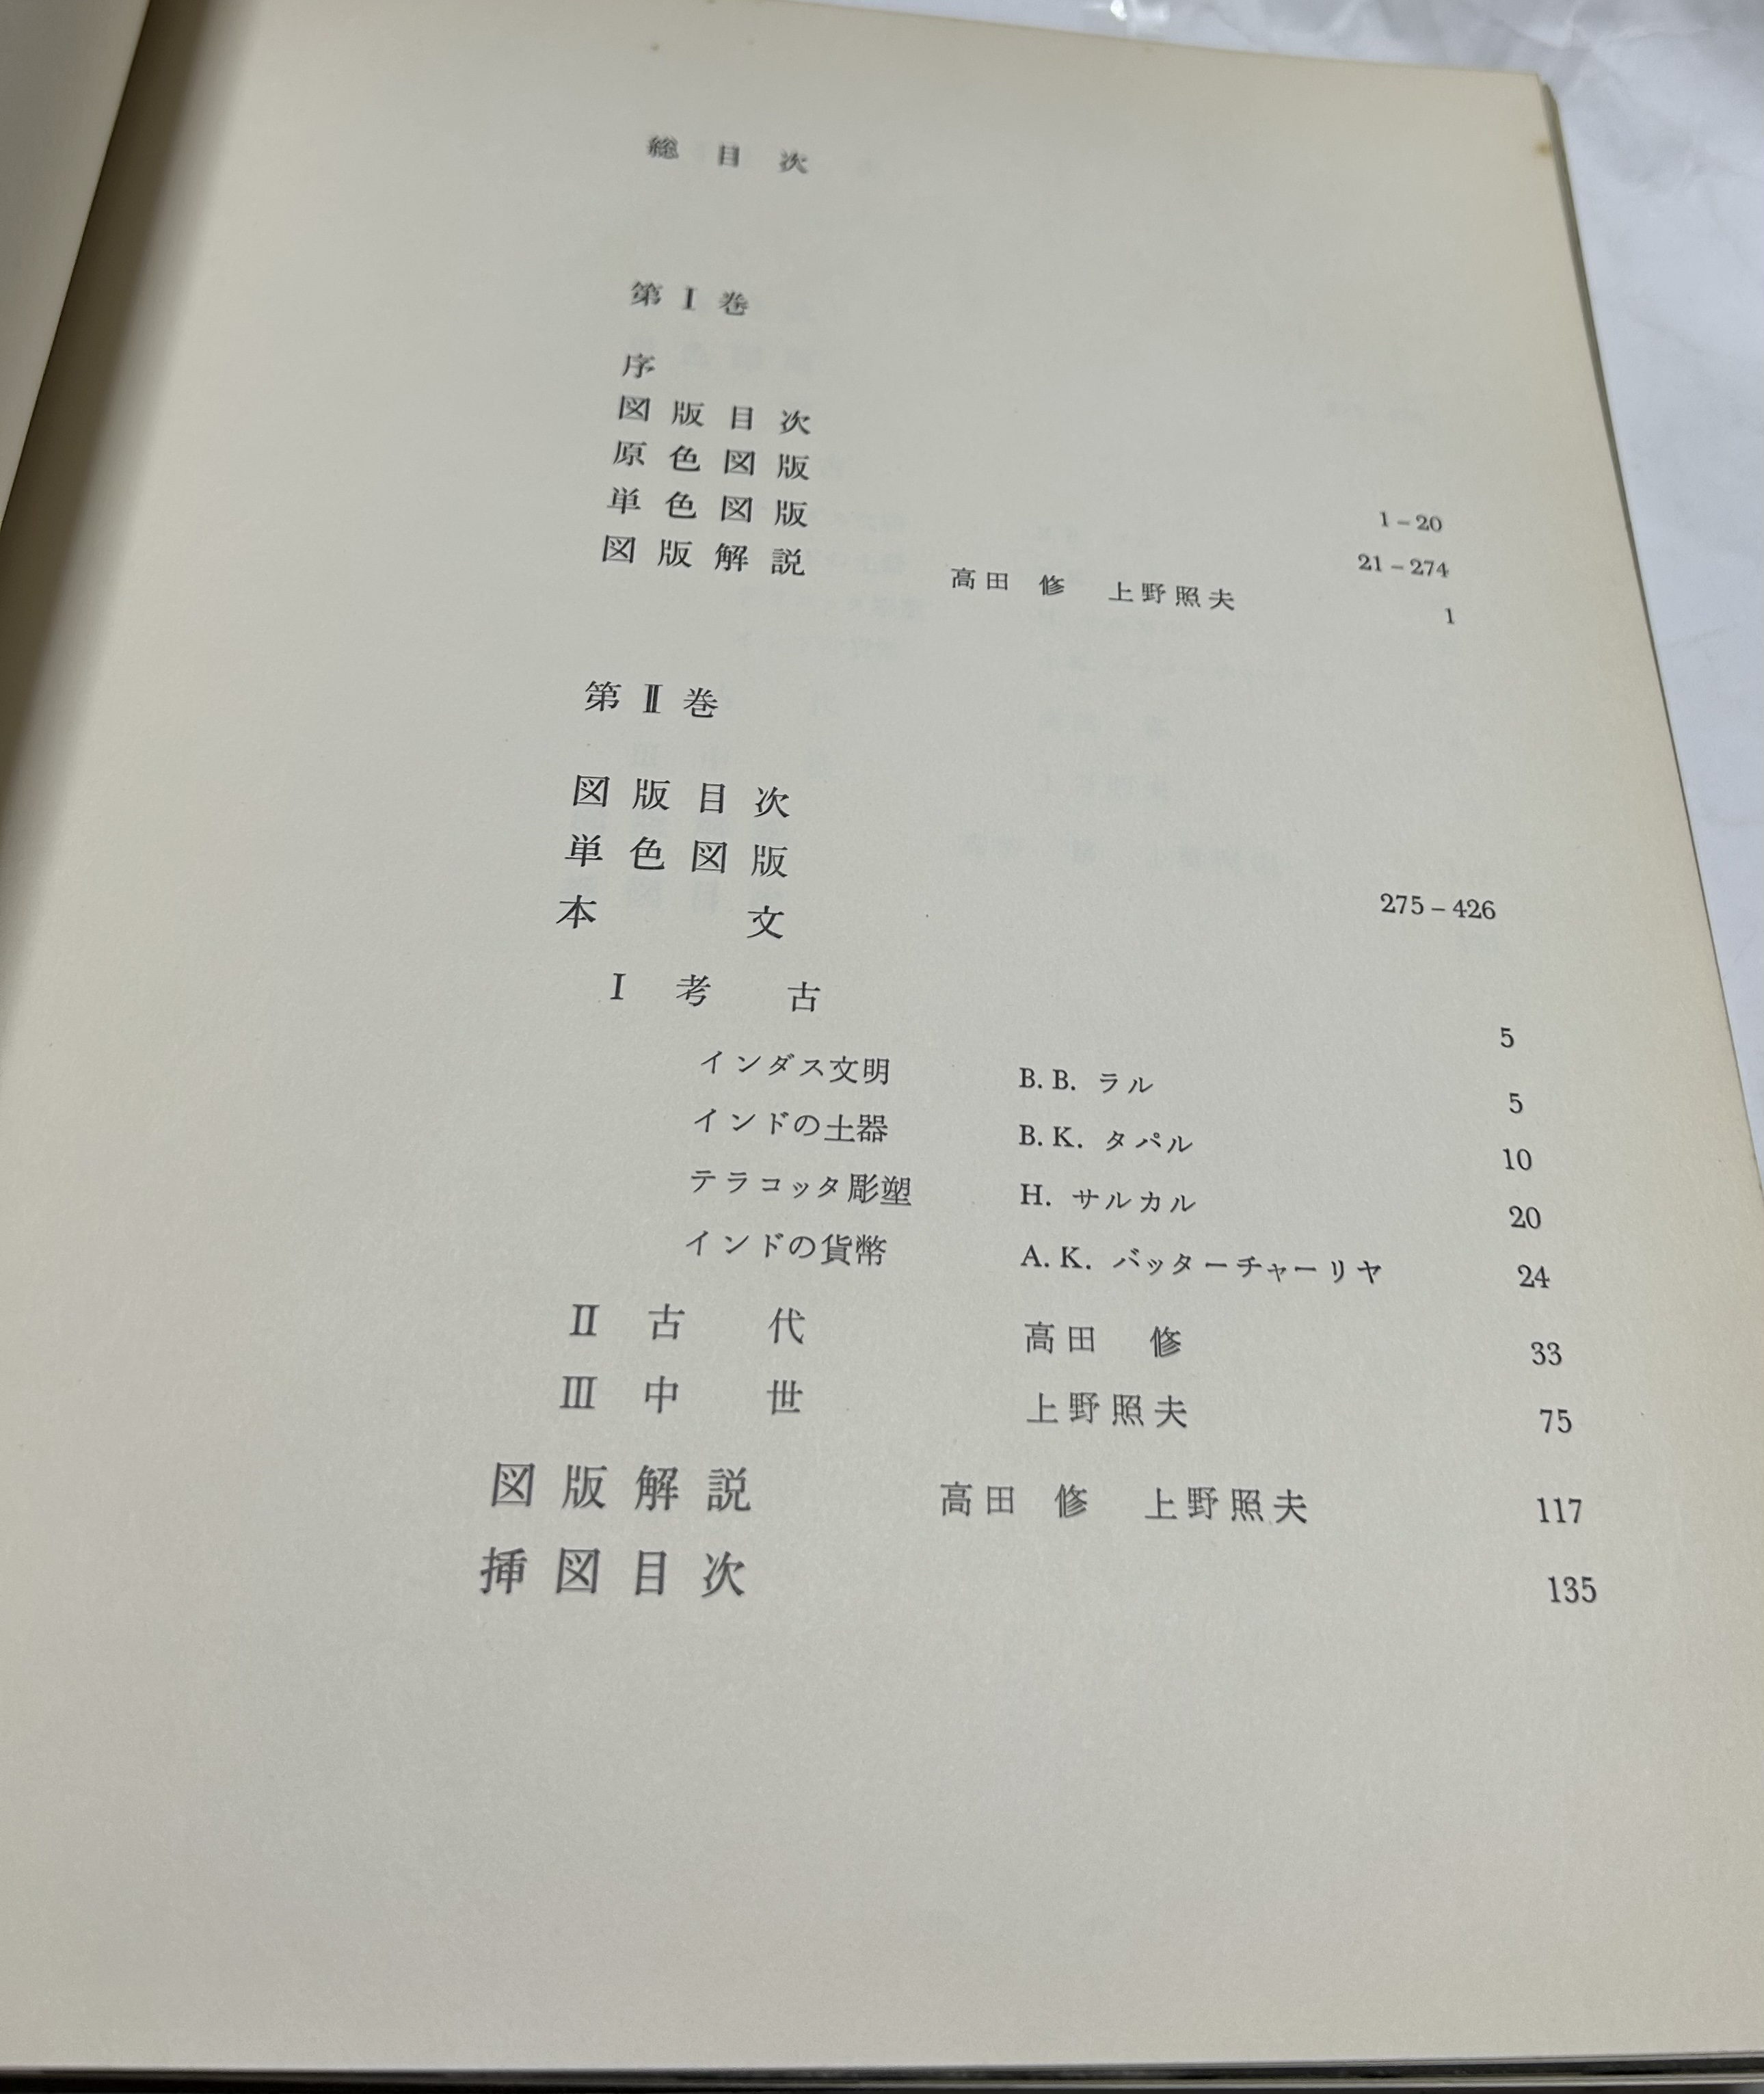 総目次
第Ⅰ巻
序
図版目次
原色図版 1–20
単色図版 21–274
図版解説 高田 修 上野照夫 1
第Ⅱ巻
図版目次
単色図版 275–426
本文
Ⅰ 考古 5
インダス文明 B. B. ラル 5
インドの土器 B. K. タパル 10
テラコッタ彫塑 H. サルカル 20
インドの貨幣 A. K. バッターチャーリヤ 24
Ⅱ 古代 高田 修 33
Ⅲ 中世 上野照夫 75
図版解説 高田 修 上野照夫 117
挿図目次 135